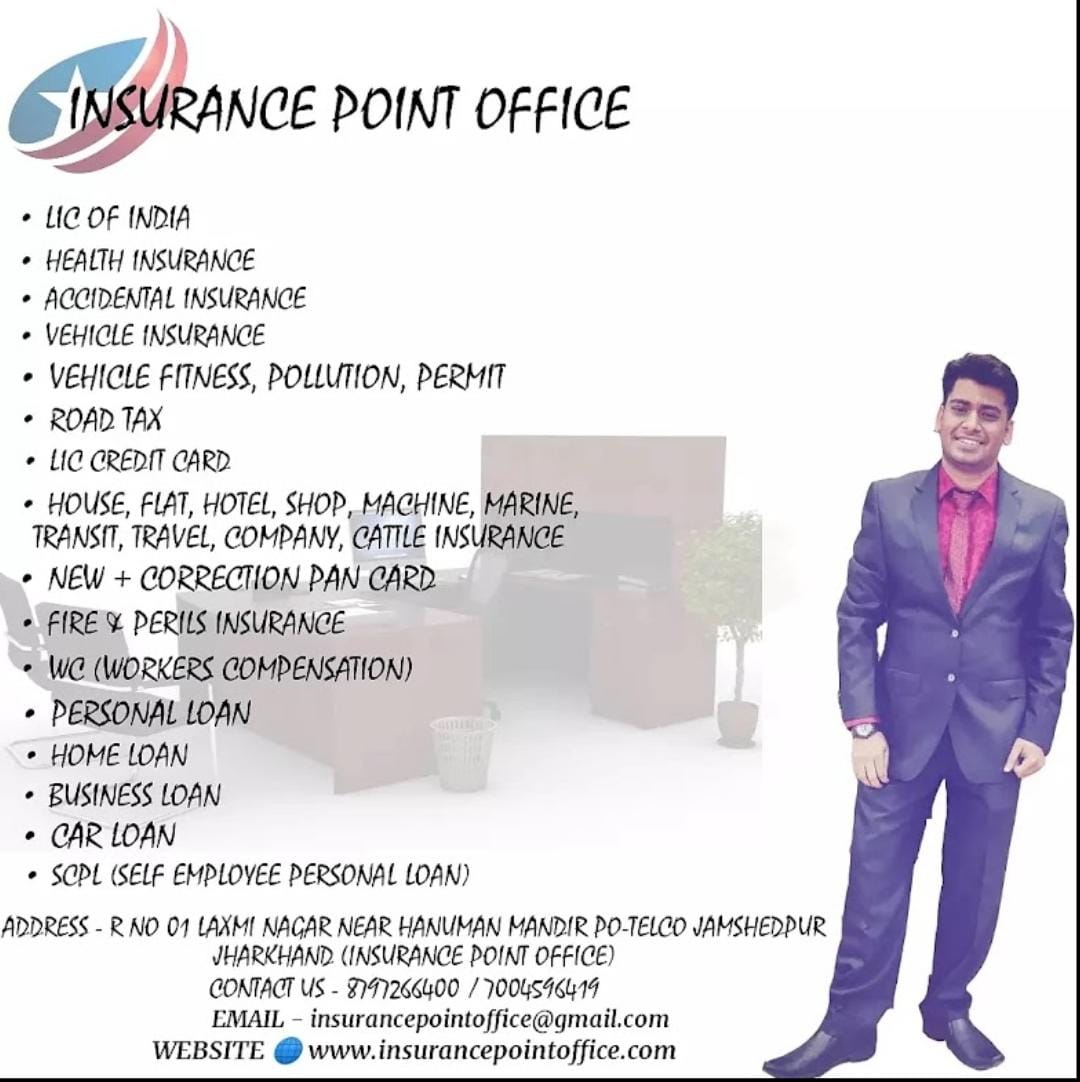 INSURANCE POINT OFFICE
• LIC OF INDIA
• HEALTH INSURANCE
• ACCIDENTAL INSURANCE
• VEHICLE INSURANCE
• VEHICLE FITNESS, POLLUTION, PERMIT
• ROAD TAX
• LIC CREDIT CARD
• HOUSE, FLAT, HOTEL, SHOP, MACHINE, MARINE,
TRANSIT, TRAVEL, COMPANY, CATTLE INSURANCE
• NEW + CORRECTION PAN CARD
• FIRE & PERILS INSURANCE
• WC (WORKERS COMPENSATION)
• PERSONAL LOAN
• HOME LOAN
• BUSINESS LOAN
• CAR LOAN
• SCPL (SELF EMPLOYEE PERSONAL LOAN)
ADDRESS - R NO 01 LAXMI NAGAR NEAR HANUMAN MANDIR PO-TELCO JAMSHEDPUR
JHARKHAND (INSURANCE POINT OFFICE)
CONTACT US - 8797266400 / 7004596419
EMAIL – insurancepointoffice@gmail.com
WEBSITE 🌐 www.insurancepointoffice.com